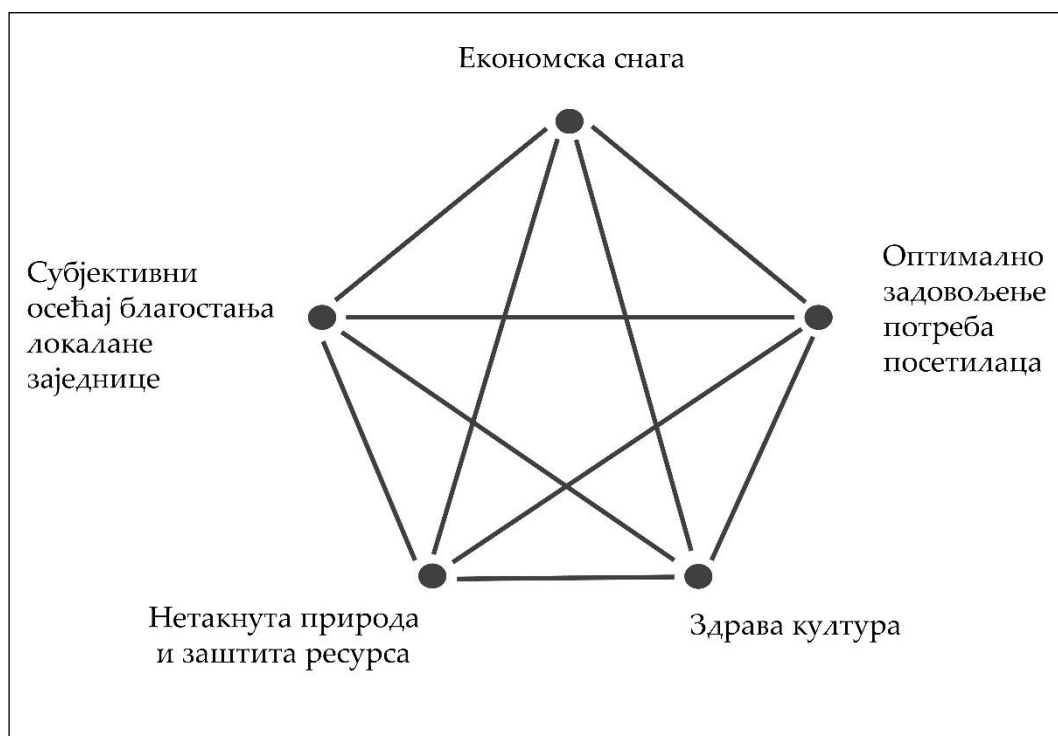 Економска снага
Субјективни
осећај благостања
локалане
заједнице
Оптимално
задовољење
потреба
посетилаца
Нетакнута природа
и заштита ресурса
Здрава култура